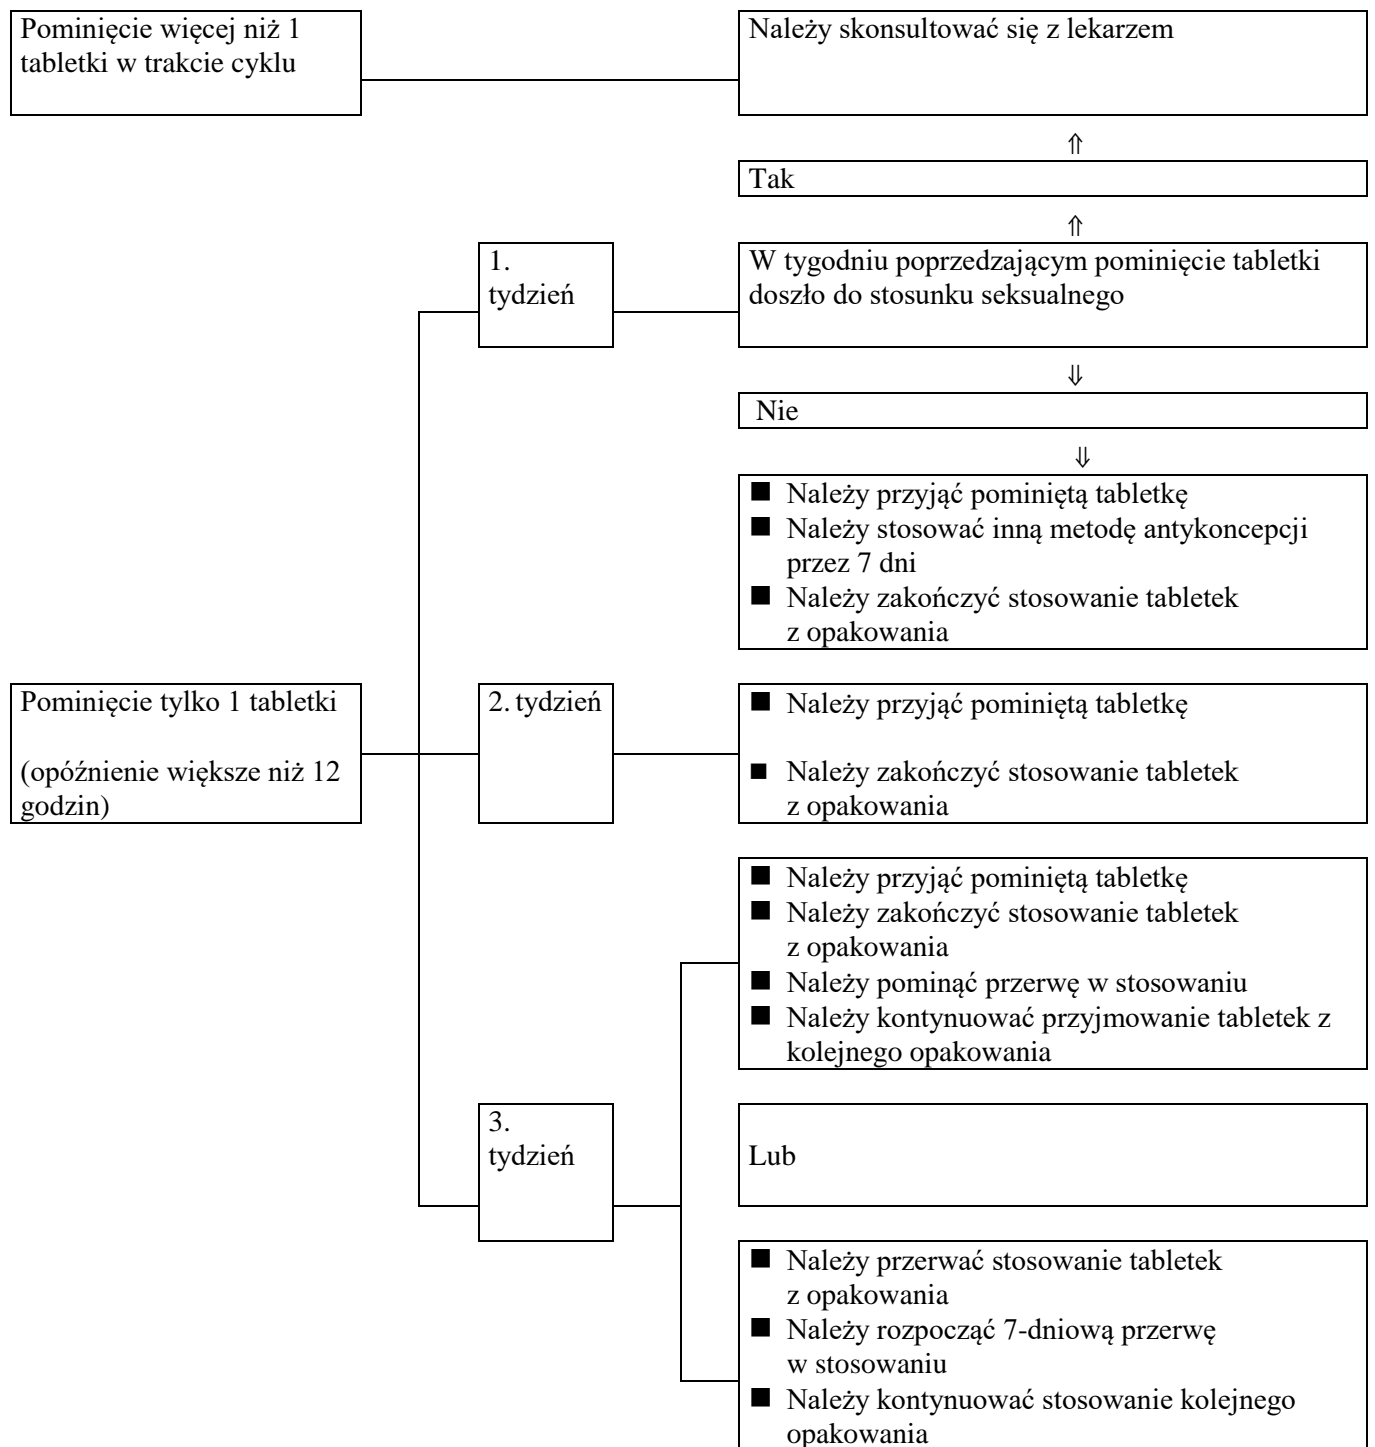 Pominięcie więcej niż 1
tabletki w trakcie cyklu
Należy skonsultować się z lekarzem
⇑
Tak
⇑
1.
tydzień
W tygodniu poprzedzającym pominięcie tabletki
doszło do stosunku seksualnego
⇓
Nie
⇓
■ Należy przyjąć pominiętą tabletkę
■ Należy stosować inną metodę antykoncepcji
przez 7 dni
■ Należy zakończyć stosowanie tabletek
z opakowania
Pominięcie tylko 1 tabletki
(opóźnienie większe niż 12
godzin)
2. tydzień
■ Należy przyjąć pominiętą tabletkę
■ Należy zakończyć stosowanie tabletek
z opakowania
■ Należy przyjąć pominiętą tabletkę
■ Należy zakończyć stosowanie tabletek
z opakowania
■ Należy pominąć przerwę w stosowaniu
■ Należy kontynuować przyjmowanie tabletek z
kolejnego opakowania
3.
tydzień
Lub
■ Należy przerwać stosowanie tabletek
z opakowania
■ Należy rozpocząć 7-dniową przerwę
w stosowaniu
■ Należy kontynuować stosowanie kolejnego
opakowania